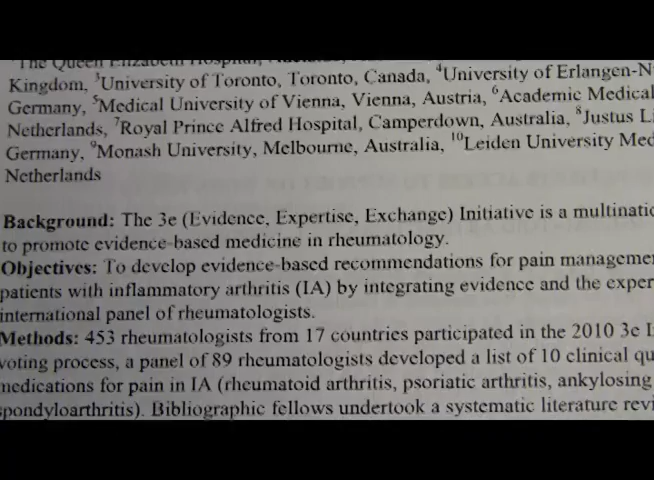 The Queen Elizabeth Hospital,
Kingdom, ³University of Toronto, Toronto, Canada, ⁴University of Erlangen-N
Germany, ⁵Medical University of Vienna, Vienna, Austria, ⁶Academic Medical
Netherlands, ⁷Royal Prince Alfred Hospital, Camperdown, Australia, ⁸Justus Li
Germany, ⁹Monash University, Melbourne, Australia, ¹⁰Leiden University Med
Netherlands
Background: The 3e (Evidence, Expertise, Exchange) Initiative is a multinatio
to promote evidence-based medicine in rheumatology.
Objectives: To develop evidence-based recommendations for pain manageme
patients with inflammatory arthritis (IA) by integrating evidence and the exper
international panel of rheumatologists.
Methods: 453 rheumatologists from 17 countries participated in the 2010 3e I
voting process, a panel of 89 rheumatologists developed a list of 10 clinical qu
medications for pain in IA (rheumatoid arthritis, psoriatic arthritis, ankylosing
spondyloarthritis). Bibliographic fellows undertook a systematic literature revi